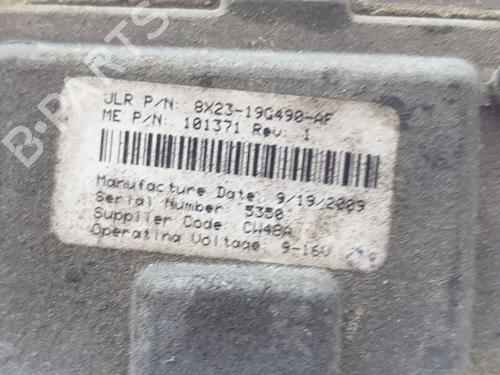 JLR P/N: 8X23-19G490-AF
ME P/N: 101371 Rev: 1
Manufacture Date: 9/19/2009
Serial Number: 5350
Supplier Code: CW48A
Operating Voltage: 9-16V
B-PARTS